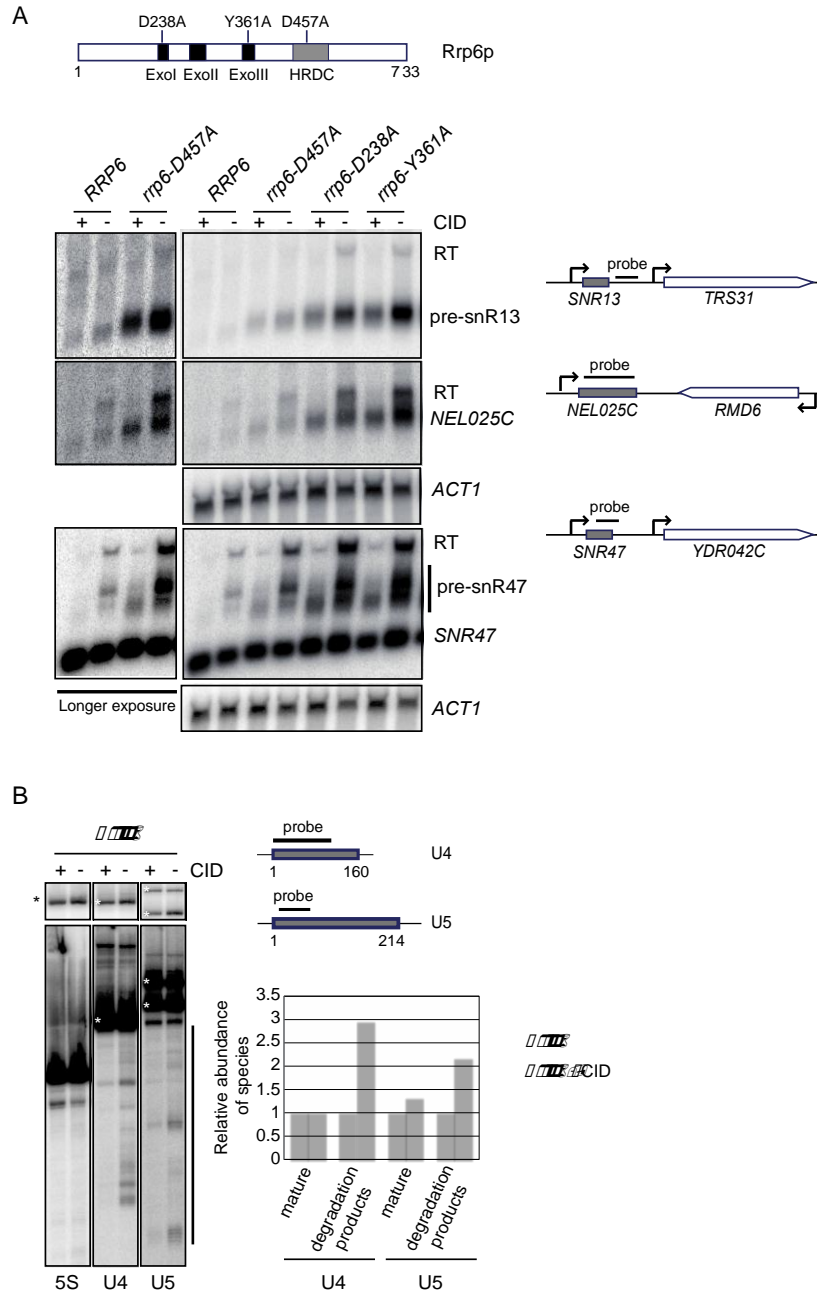 A
D238A Y361A D457A
Rrp6p
1 7 33
ExoI ExoII ExoIII HRDC
RRP6 rrp6-D457A RRP6 rrp6-D457A rrp6-D238A rrp6-Y361A
+ - + - + - + - + - + - CID
RT
pre-snR13
probe
SNR13 TRS31
RT
NEL025C
probe
NEL025C RMD6
ACT1
RT
pre-snR47
SNR47
probe
SNR47 YDR042C
Longer exposure
ACT1
B
+ - + - + - CID
* * * *
* * *
5S U4 U5
probe
U4
1 160
probe
U5
1 214
Relative abundance
of species
3.5
3
2.5
2
1.5
1
0.5
0
mature
degradation
products
mature
degradation
products
U4 U5
CID